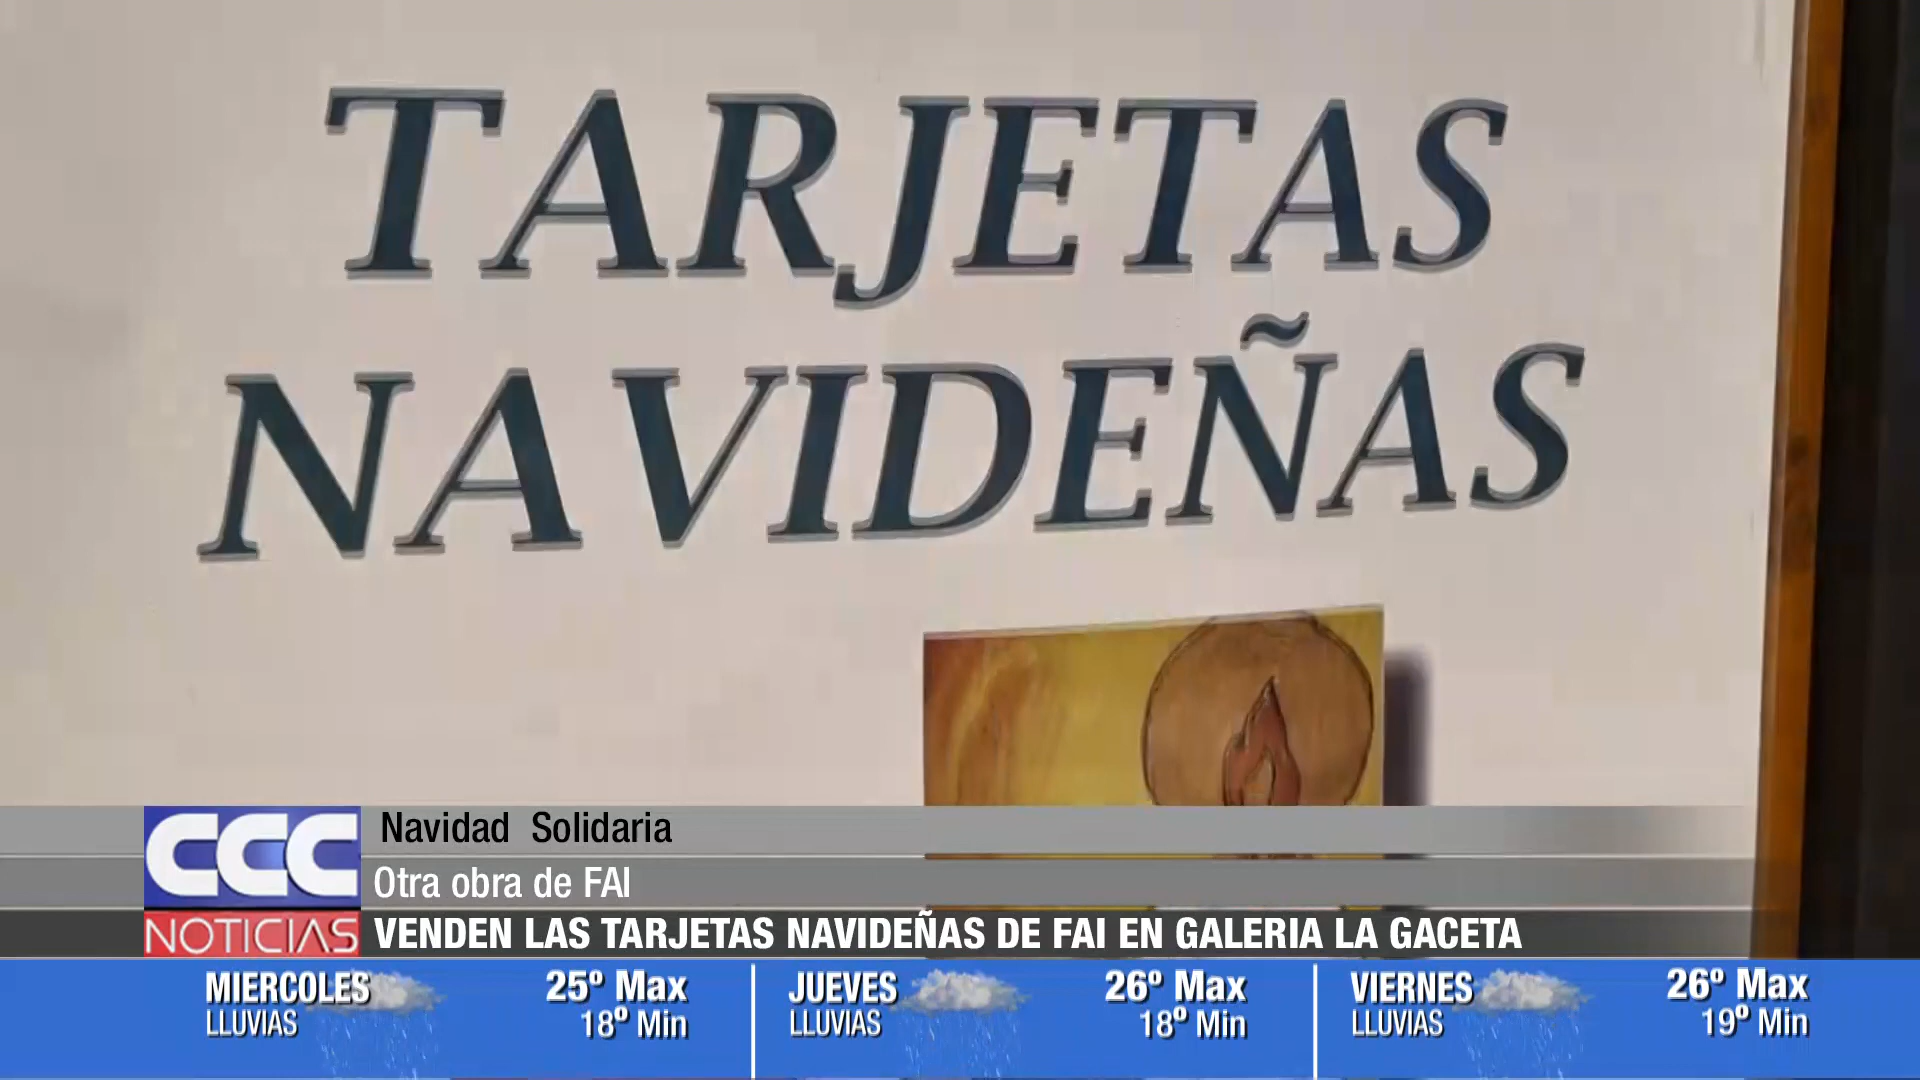 TARJETAS
NAVIDEÑAS
CCC
NOTICIAS
Navidad Solidaria
Otra obra de FAI
VENDEN LAS TARJETAS NAVIDEÑAS DE FAI EN GALERIA LA GACETA
MIERCOLES
LLUVIAS
25º Max
18º Min
JUEVES
LLUVIAS
26º Max
18º Min
VIERNES
LLUVIAS
26º Max
19º Min